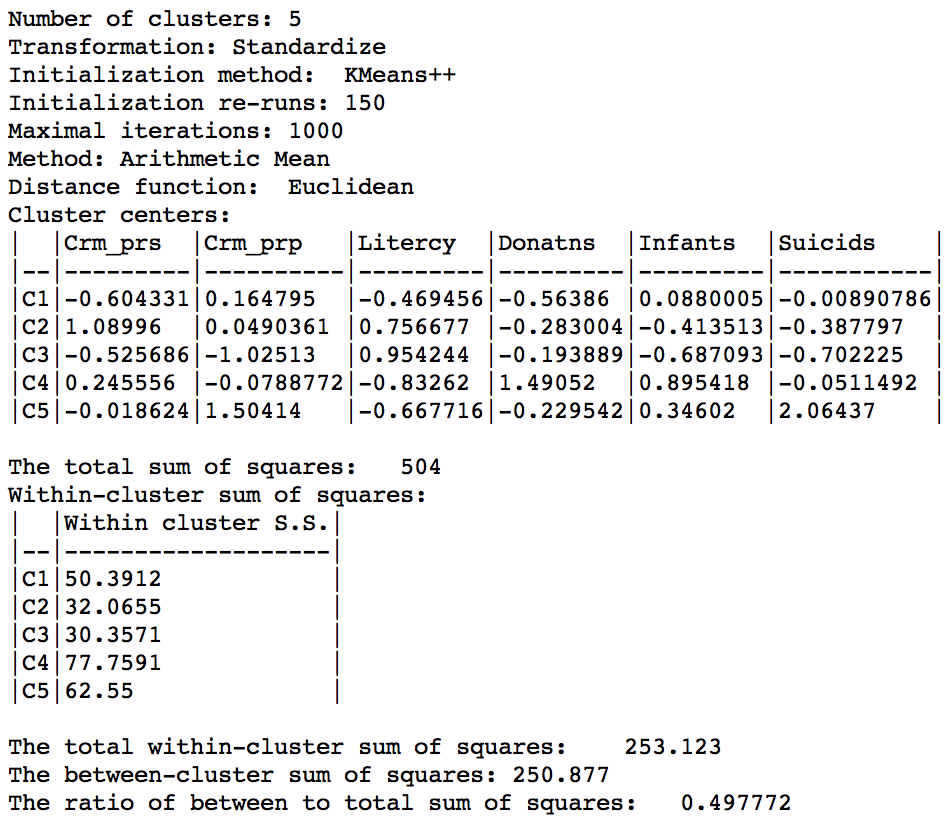 Number of clusters: 5
Transformation: Standardize
Initialization method:  KMeans++
Initialization re-runs: 150
Maximal iterations: 1000
Method: Arithmetic Mean
Distance function:  Euclidean
Cluster centers:
|  |Crm_prs  |Crm_prp   |Litercy  |Donatns  |Infants  |Suicids    |
|--|---------|----------|---------|---------|---------|-----------|
|C1|-0.604331|0.164795  |-0.469456|-0.56386 |0.0880005|-0.00890786|
|C2|1.08996  |0.0490361 |0.756677 |-0.283004|-0.413513|-0.387797  |
|C3|-0.525686|-1.02513  |0.954244 |-0.193889|-0.687093|-0.702225  |
|C4|0.245556 |-0.0788772|-0.83262 |1.49052  |0.895418 |-0.0511492 |
|C5|-0.018624|1.50414   |-0.667716|-0.229542|0.34602  |2.06437    |
The total sum of squares:   504
Within-cluster sum of squares:
|  |Within cluster S.S.|
|--|-------------------|
|C1|50.3912            |
|C2|32.0655            |
|C3|30.3571            |
|C4|77.7591            |
|C5|62.55              |
The total within-cluster sum of squares:    253.123
The between-cluster sum of squares: 250.877
The ratio of between to total sum of squares:   0.497772